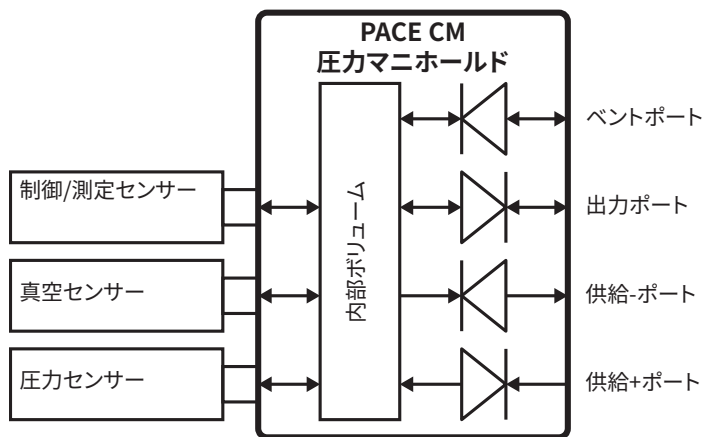 PACE CM
圧力マニホールド
ベントポート
制御/測定センサー
出力ポート
内部ボリューム
真空センサー
供給-ポート
圧力センサー
供給+ポート